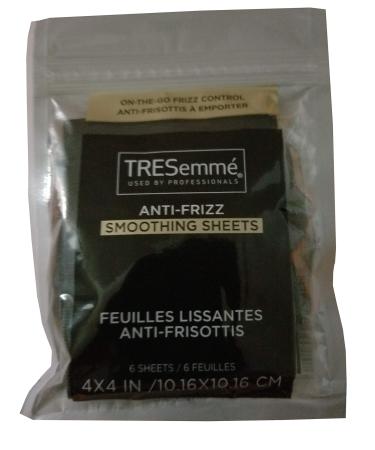 ON-THE-GO FRIZZ CONTROL
ANTI-FRISOTTIS À EMPORTER
TRESemmé®
USED BY PROFESSIONALS
ANTI-FRIZZ
SMOOTHING SHEETS
FEUILLES LISSANTES
ANTI-FRISOTTIS
6 SHEETS / 6 FEUILLES
4X4 IN /10.16X10.16 CM